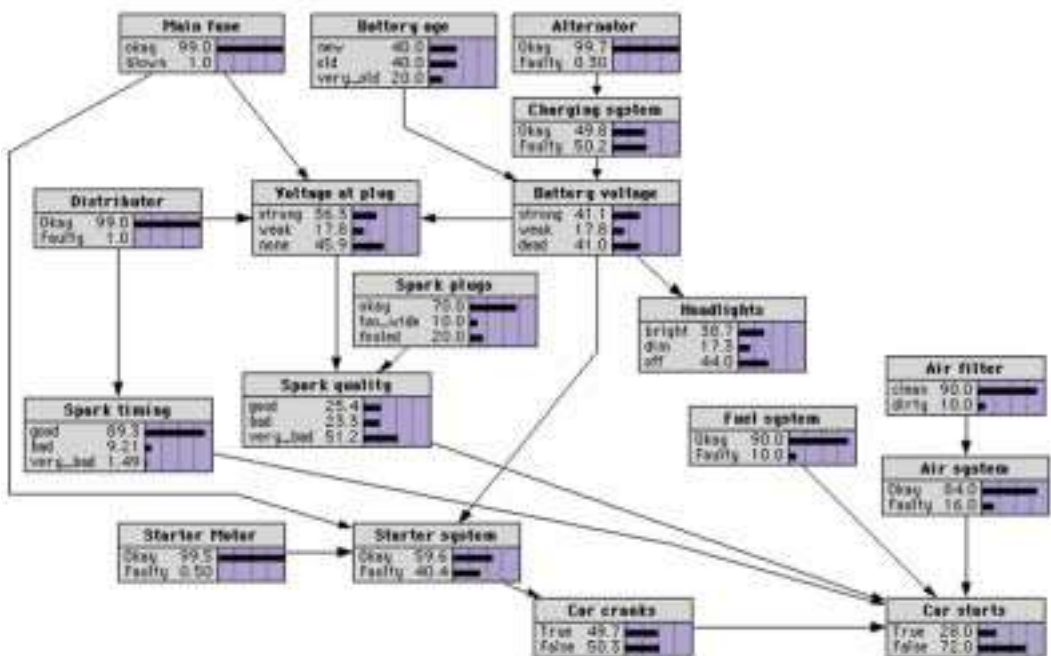 Main fuse
okay 99.0
blown 1.0
Battery age
new 40.0
old 40.0
very_old 20.0
Alternator
Okay 99.7
Faulty 0.30
Charging system
Okay 49.8
Faulty 50.2
Distributor
Okay 99.0
Faulty 1.0
Voltage at plug
strong 36.3
weak 17.8
none 45.9
Battery voltage
strong 41.1
weak 17.8
dead 41.0
Spark plugs
okay 70.0
too_wide 10.0
fouled 20.0
Headlights
bright 38.7
dim 17.3
off 44.0
Air filter
clean 90.0
dirty 10.0
Spark timing
good 89.3
bad 9.21
very_bad 1.49
Spark quality
good 25.4
bad 23.3
very_bad 51.2
Fuel system
Okay 90.0
Faulty 10.0
Air system
Okay 84.0
Faulty 16.0
Starter Motor
Okay 99.5
Faulty 0.50
Starter system
Okay 59.6
Faulty 40.4
Car cranks
True 49.7
False 50.3
Car starts
True 28.0
False 72.0